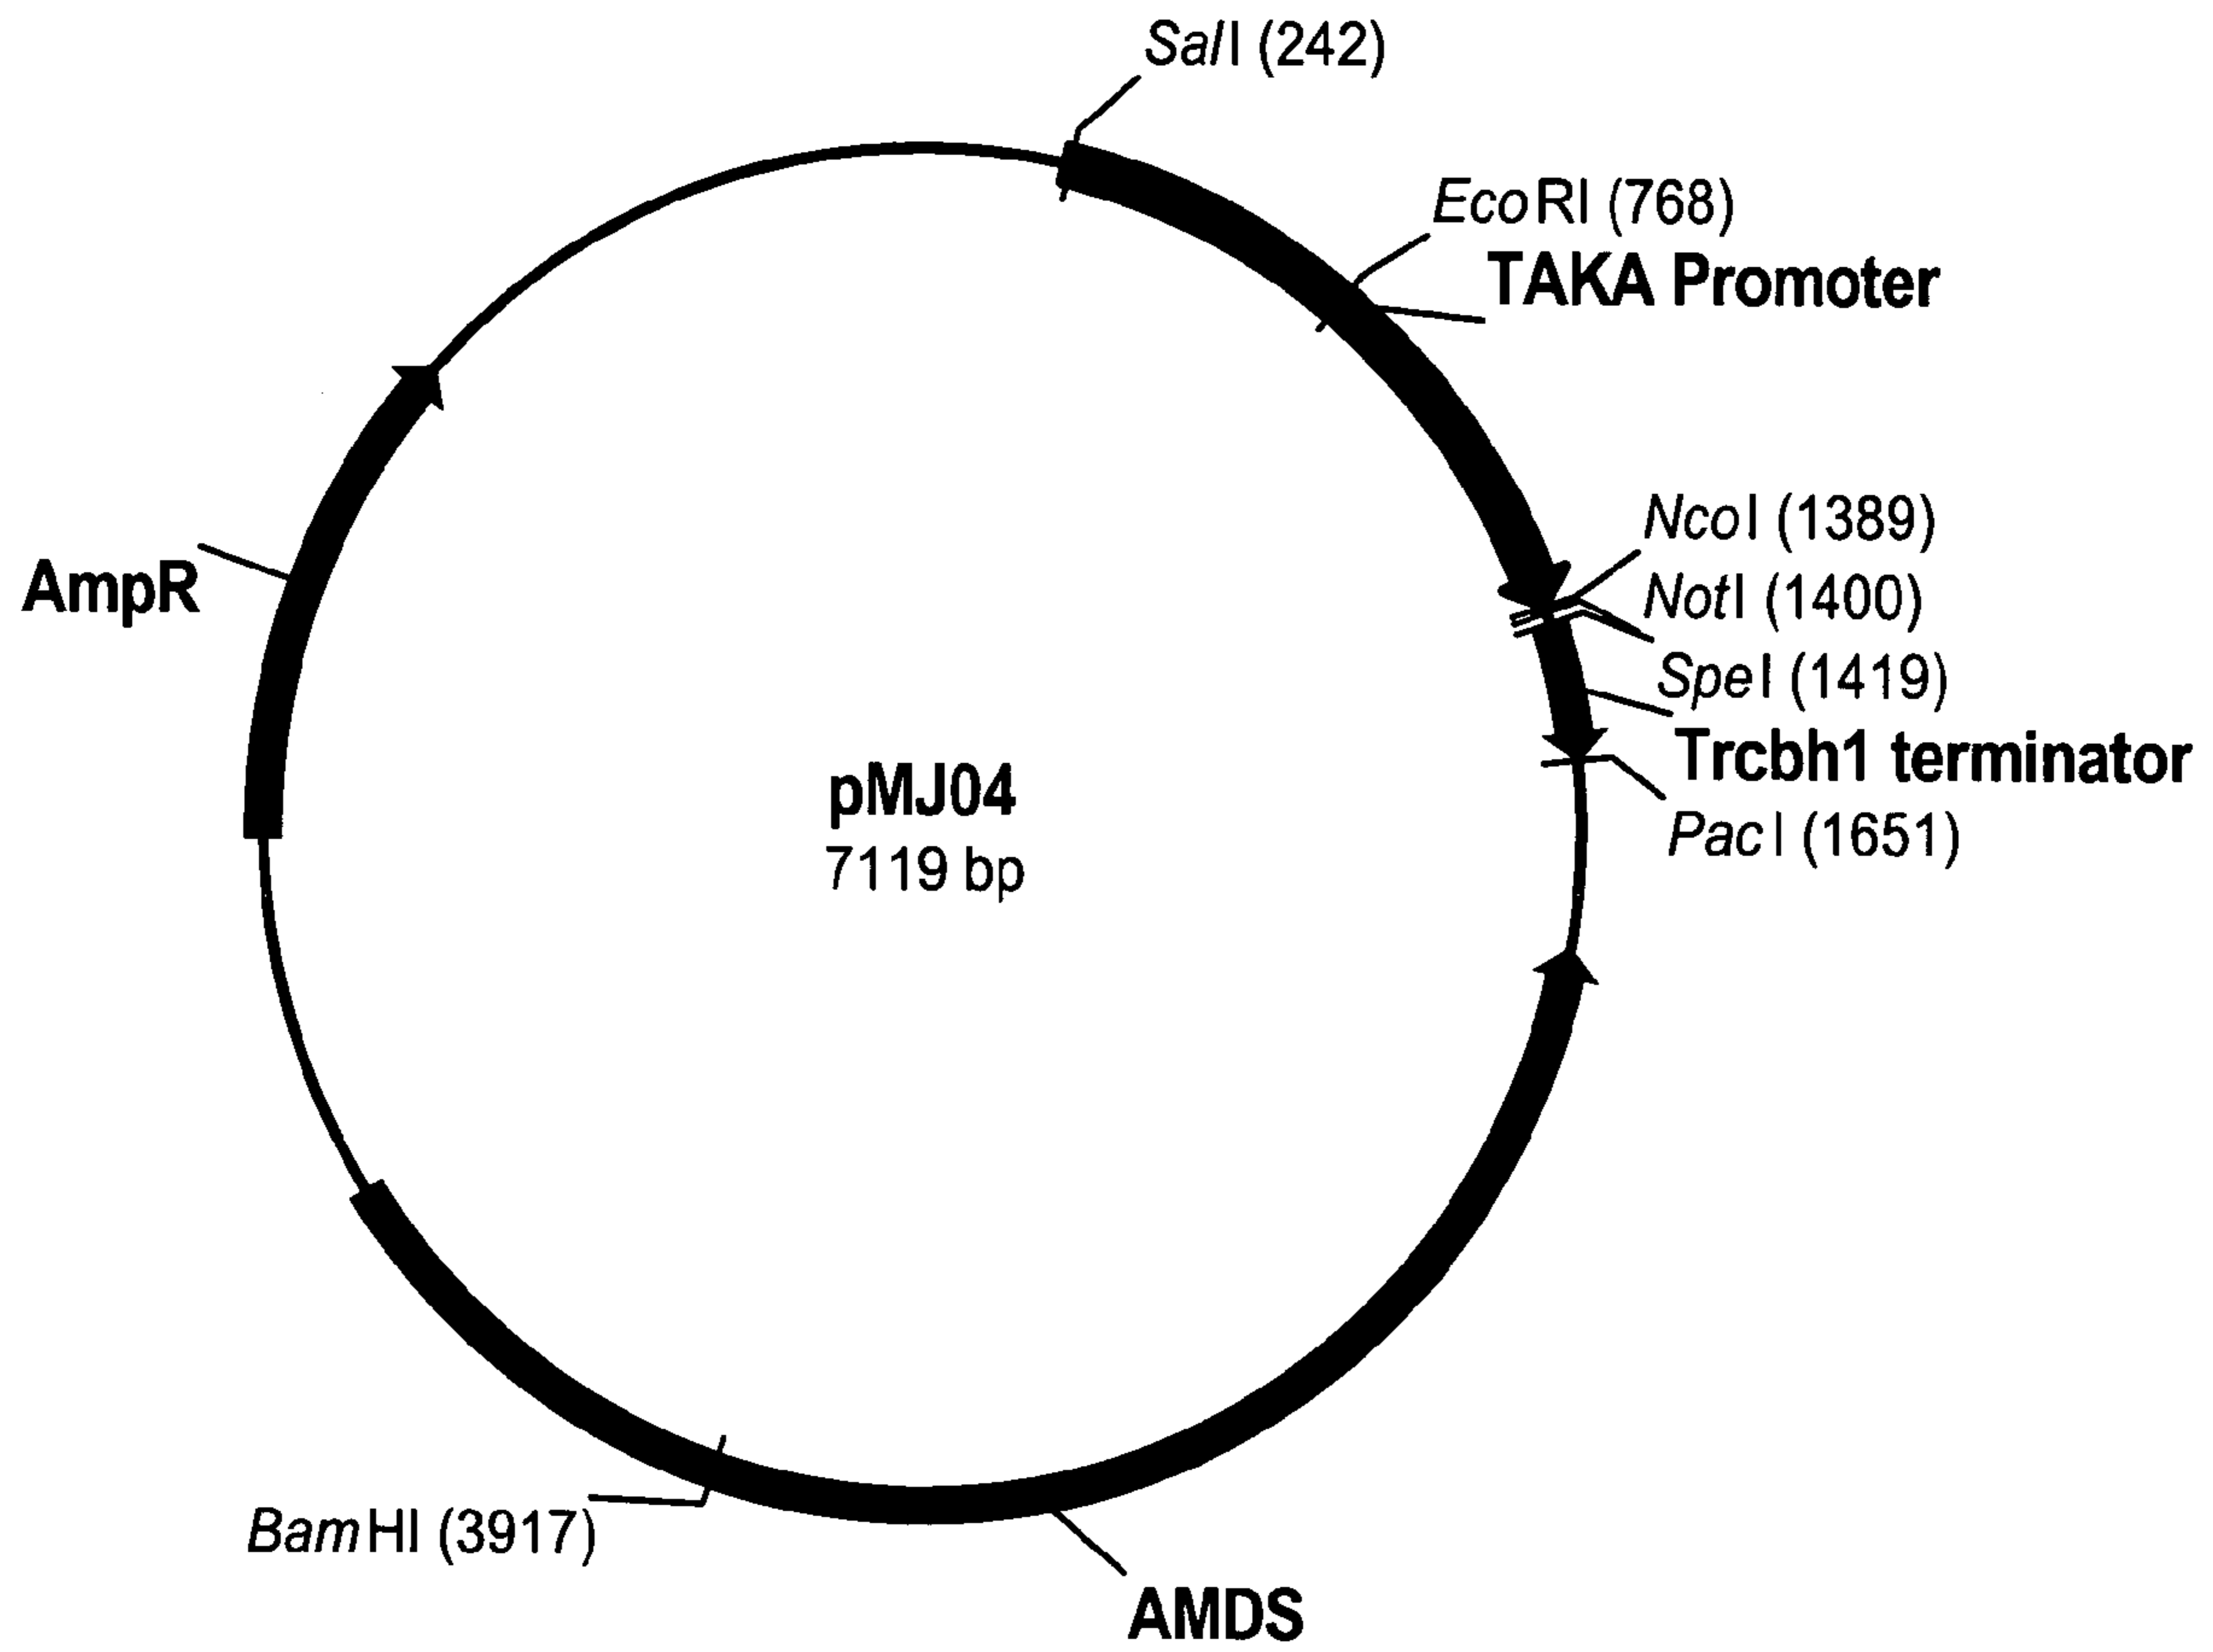 SalI (242)
EcoRI (768)
TAKA Promoter
NcoI (1389)
NotI (1400)
SpeI (1419)
Trcbh1 terminator
PacI (1651)
AmpR
pMJ04
7119 bp
BamHI (3917)
AMDS